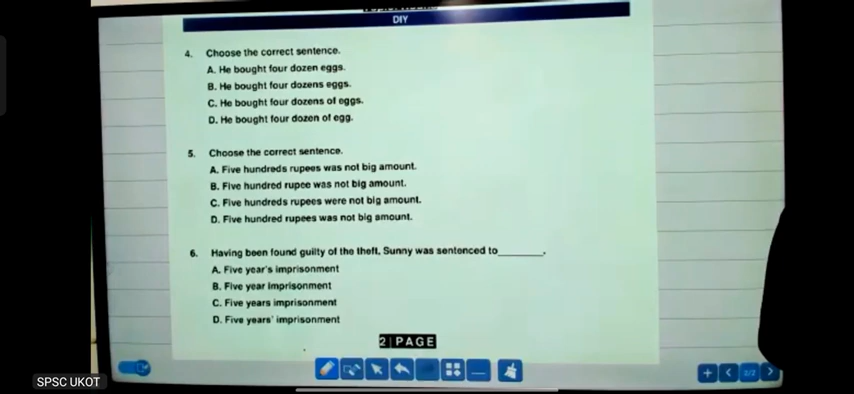 DIY
4. Choose the correct sentence.
A. He bought four dozen eggs.
B. He bought four dozens eggs.
C. He bought four dozens of eggs.
D. He bought four dozen of egg.
5. Choose the correct sentence.
A. Five hundreds rupees was not big amount.
B. Five hundred rupee was not big amount.
C. Five hundreds rupees were not big amount.
D. Five hundred rupees was not big amount.
6. Having been found guilty of the theft, Sunny was sentenced to_______.
A. Five year's imprisonment
B. Five year imprisonment
C. Five years imprisonment
D. Five years' imprisonment
2 | PAGE
2/2
SPSC UKOT